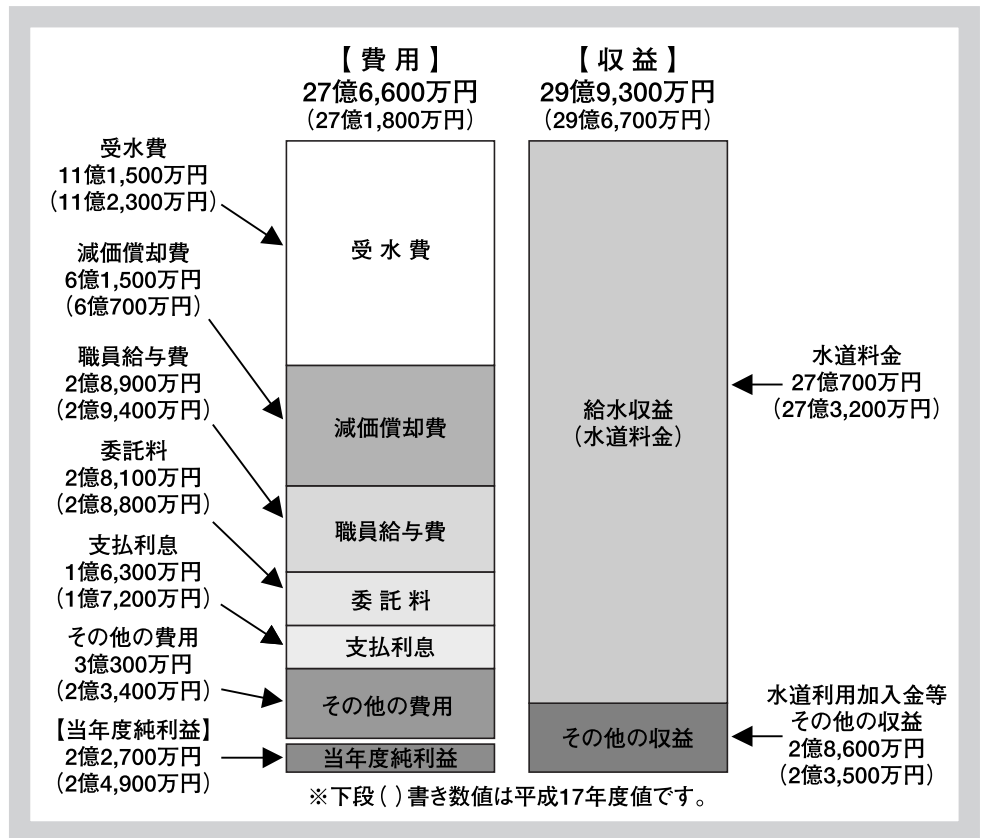 【費用】
27億6,600万円
（27億1,800万円）
【収益】
29億9,300万円
（29億6,700万円）
受水費
11億1,500万円
（11億2,300万円）
減価償却費
6億1,500万円
（6億700万円）
職員給与費
2億8,900万円
（2億9,400万円）
委託料
2億8,100万円
（2億8,800万円）
支払利息
1億6,300万円
（1億7,200万円）
その他の費用
3億300万円
（2億3,400万円）
【当年度純利益】
2億2,700万円
（2億4,900万円）
受水費
減価償却費
職員給与費
委託料
支払利息
その他の費用
当年度純利益
給水収益
（水道料金）
その他の収益
水道料金
27億700万円
（27億3,200万円）
水道利用加入金等
その他の収益
2億8,600万円
（2億3,500万円）
※下段（ ）書き数値は平成17年度値です。